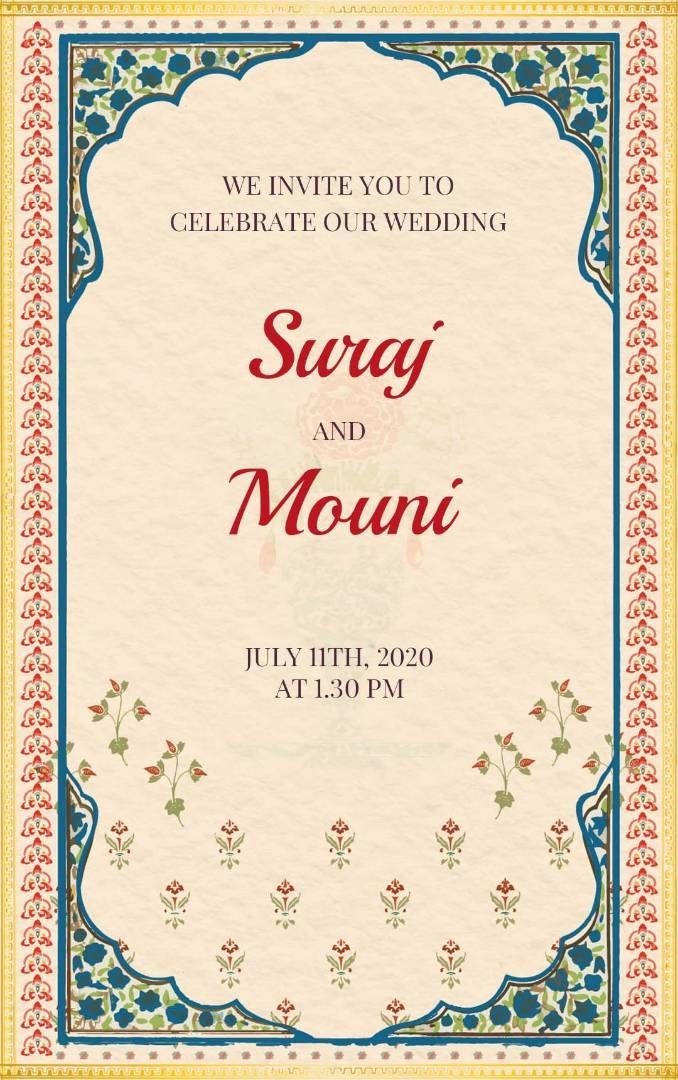 WE INVITE YOU TO
CELEBRATE OUR WEDDING
Suraj
AND
Mouni
JULY 11TH, 2020
AT 1.30 PM